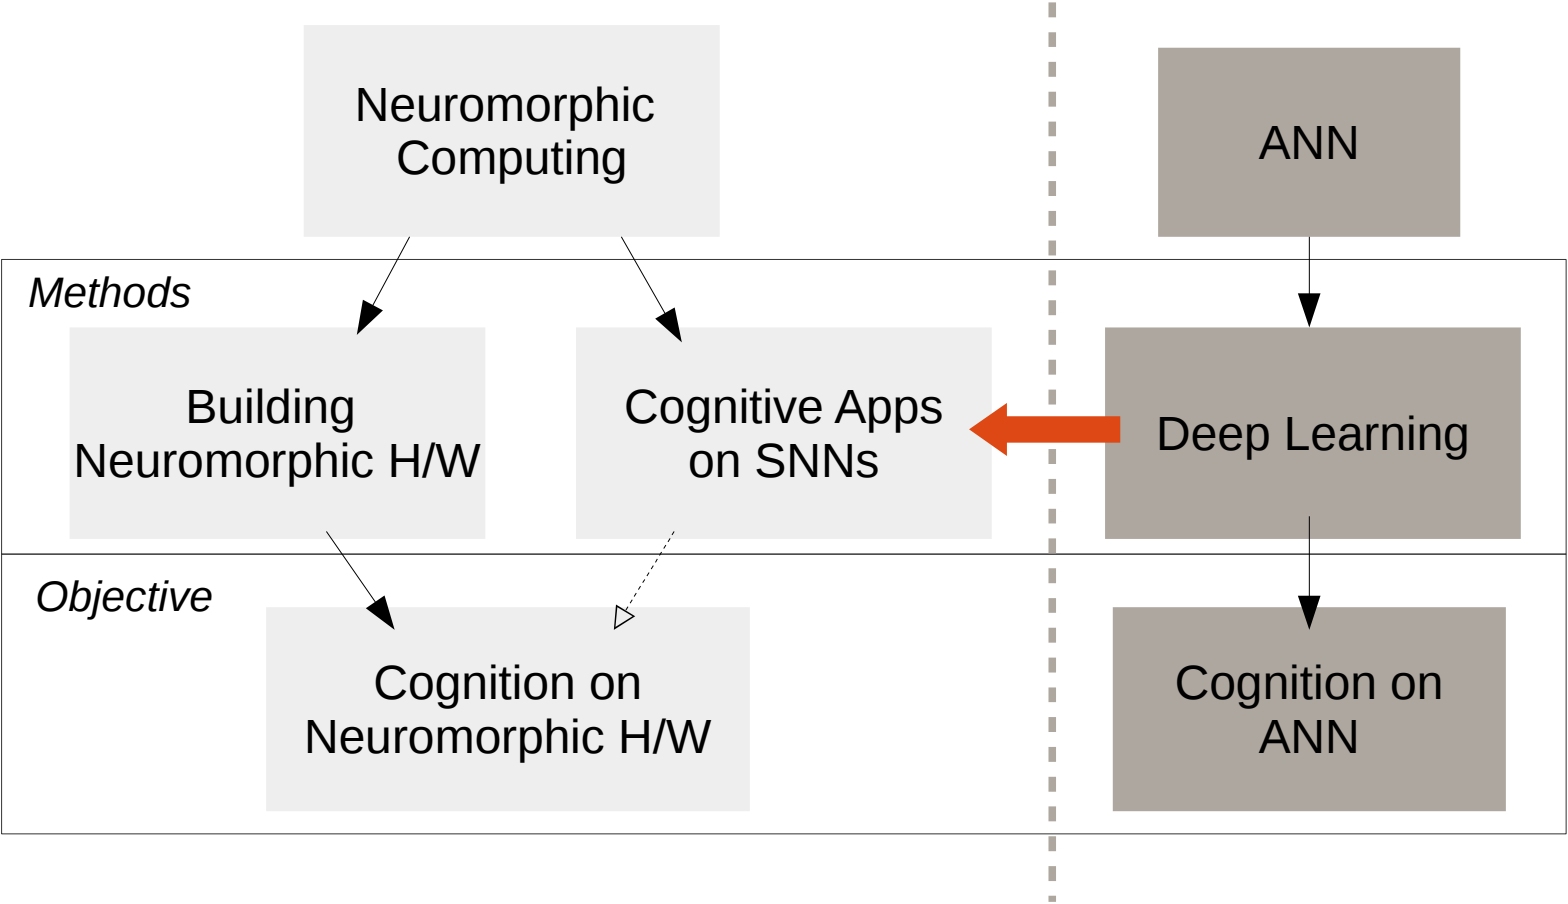 Neuromorphic
Computing
ANN
Methods
Building
Neuromorphic H/W
Cognitive Apps
on SNNs
Deep Learning
Objective
Cognition on
Neuromorphic H/W
Cognition on
ANN